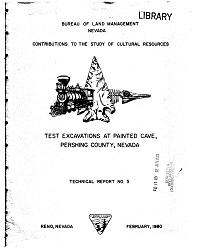 LIBRARY
BUREAU OF LAND MANAGEMENT
NEVADA
CONTRIBUTIONS TO THE STUDY OF CULTURAL RESOURCES
TEST EXCAVATIONS AT PAINTED CAVE,
PERSHING COUNTY, NEVADA
TECHNICAL REPORT NO. 5
RENO, NEVADA
FEBRUARY, 1980